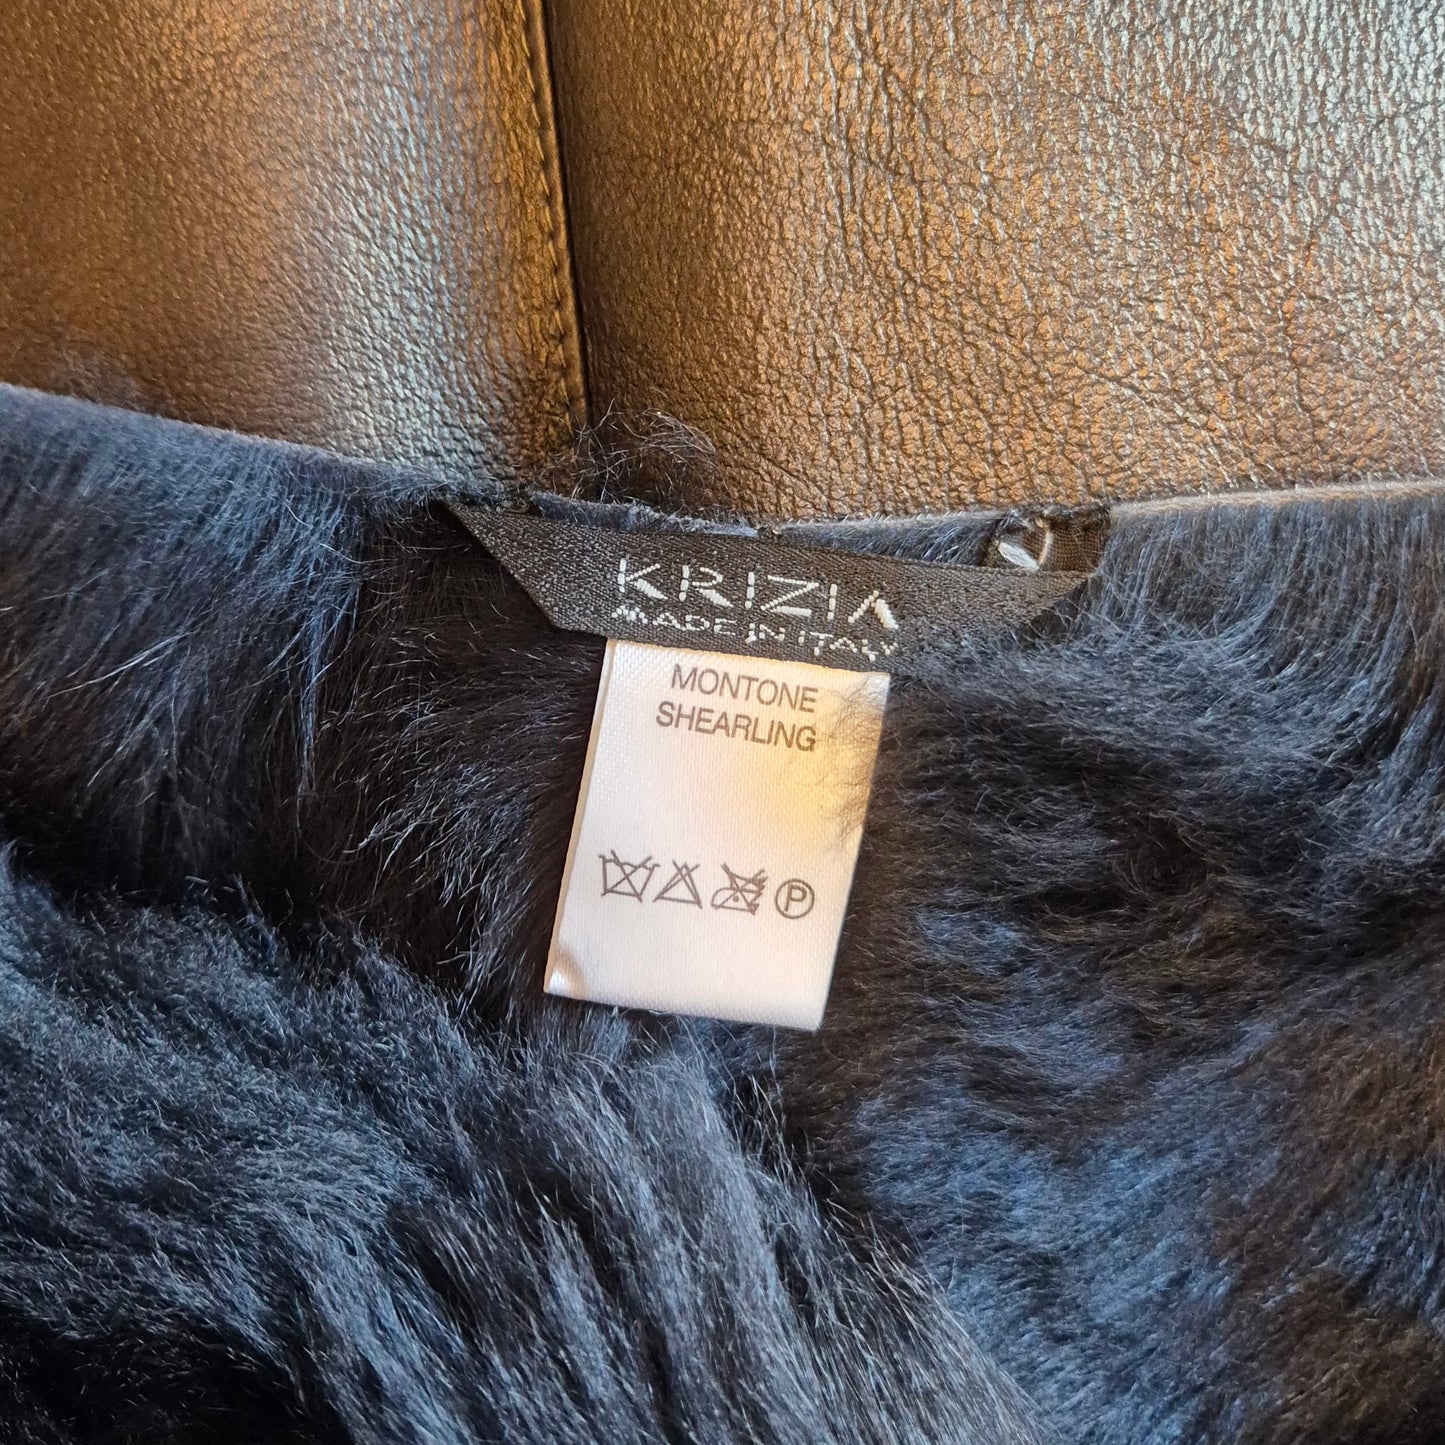 KRIZIA
MADE IN ITALY
MONTONE
SHEARLING
P